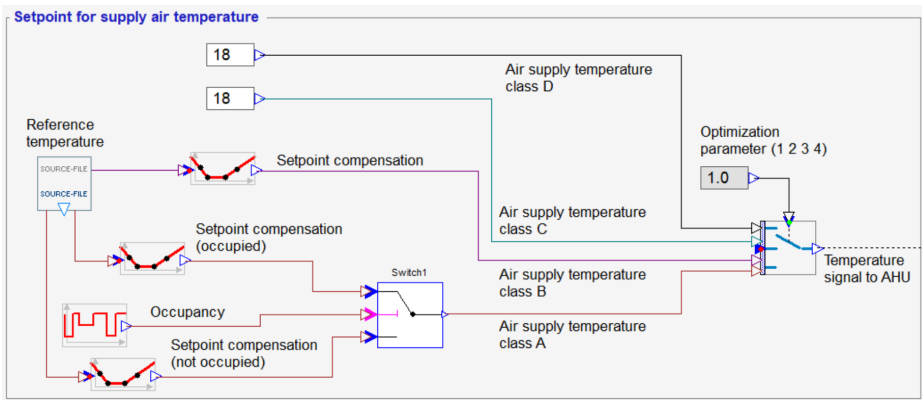 Setpoint for supply air temperature
18
Air supply temperature
class D
18
Reference
temperature
Optimization
parameter (1 2 3 4)
SOURCE-FILE
SOURCE-FILE
Setpoint compensation
1.0
Air supply temperature
class C
Setpoint compensation
(occupied)
Temperature
signal to AHU
Switch1
Air supply temperature
class B
Occupancy
Air supply temperature
class A
Setpoint compensation
(not occupied)